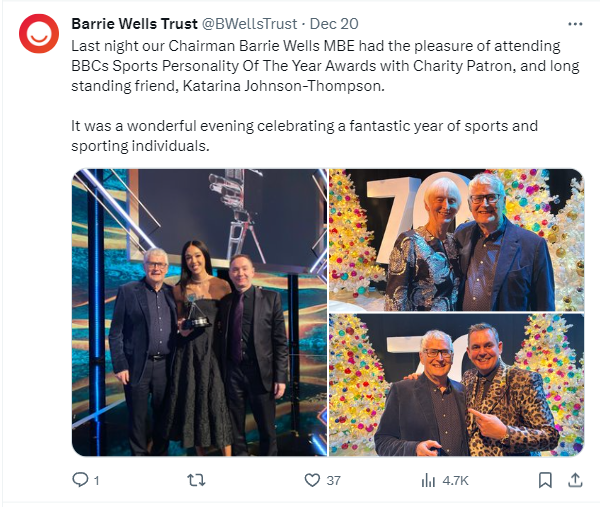 Barrie Wells Trust @BWellsTrust · Dec 20
Last night our Chairman Barrie Wells MBE had the pleasure of attending
BBCs Sports Personality Of The Year Awards with Charity Patron, and long
standing friend, Katarina Johnson-Thompson.
It was a wonderful evening celebrating a fantastic year of sports and
sporting individuals.
70
70
1
37
4.7K